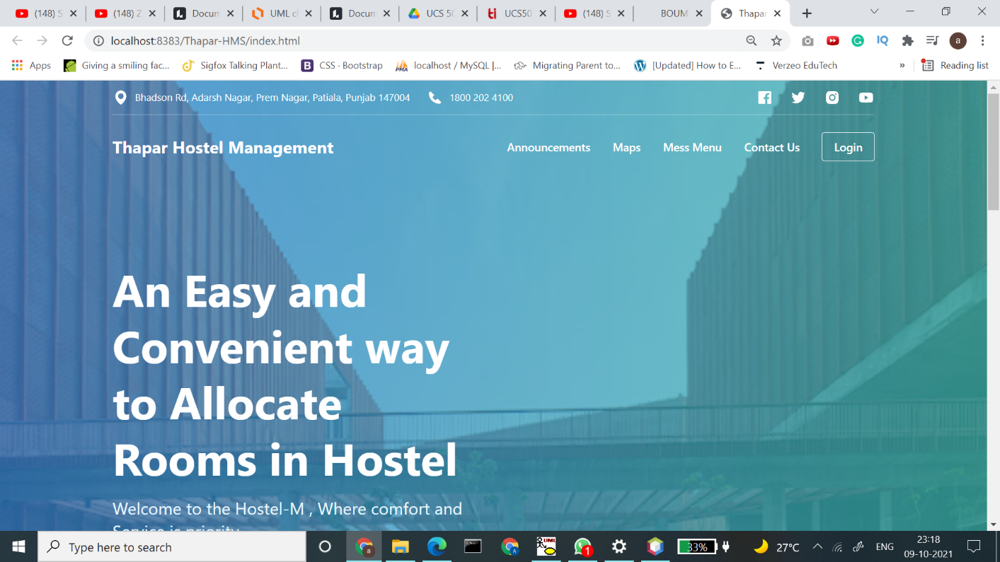 (148) S
(148) Z
Docum
UML cl
Docum
UCS 50
UCS50
(148) S
BOUM
Thapar
localhost:8383/Thapar-HMS/index.html
Apps
Giving a smiling fac...
Sigfox Talking Plant...
CSS · Bootstrap
localhost / MySQL |...
Migrating Parent to...
[Updated] How to E...
Verzeo EduTech
»
Reading list
Bhadson Rd, Adarsh Nagar, Prem Nagar, Patiala, Punjab 147004
1800 202 4100
Thapar Hostel Management
Announcements
Maps
Mess Menu
Contact Us
Login
An Easy and
Convenient way
to Allocate
Rooms in Hostel
Welcome to the Hostel-M , Where comfort and
Service is priority
Type here to search
33%
27°C
ENG
23:18
09-10-2021